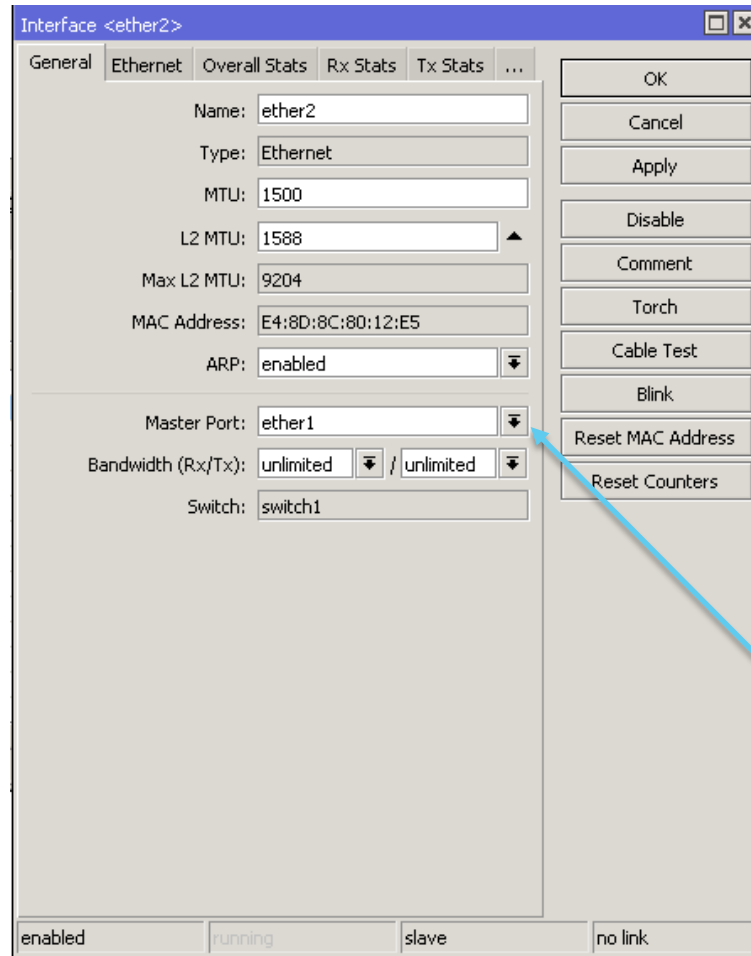 Interface <ether2>
General Ethernet Overall Stats Rx Stats Tx Stats ...
Name: ether2
Type: Ethernet
MTU: 1500
L2 MTU: 1588
Max L2 MTU: 9204
MAC Address: E4:8D:8C:80:12:E5
ARP: enabled
Master Port: ether1
Bandwidth (Rx/Tx): unlimited / unlimited
Switch: switch1
OK
Cancel
Apply
Disable
Comment
Torch
Cable Test
Blink
Reset MAC Address
Reset Counters
enabled running slave no link